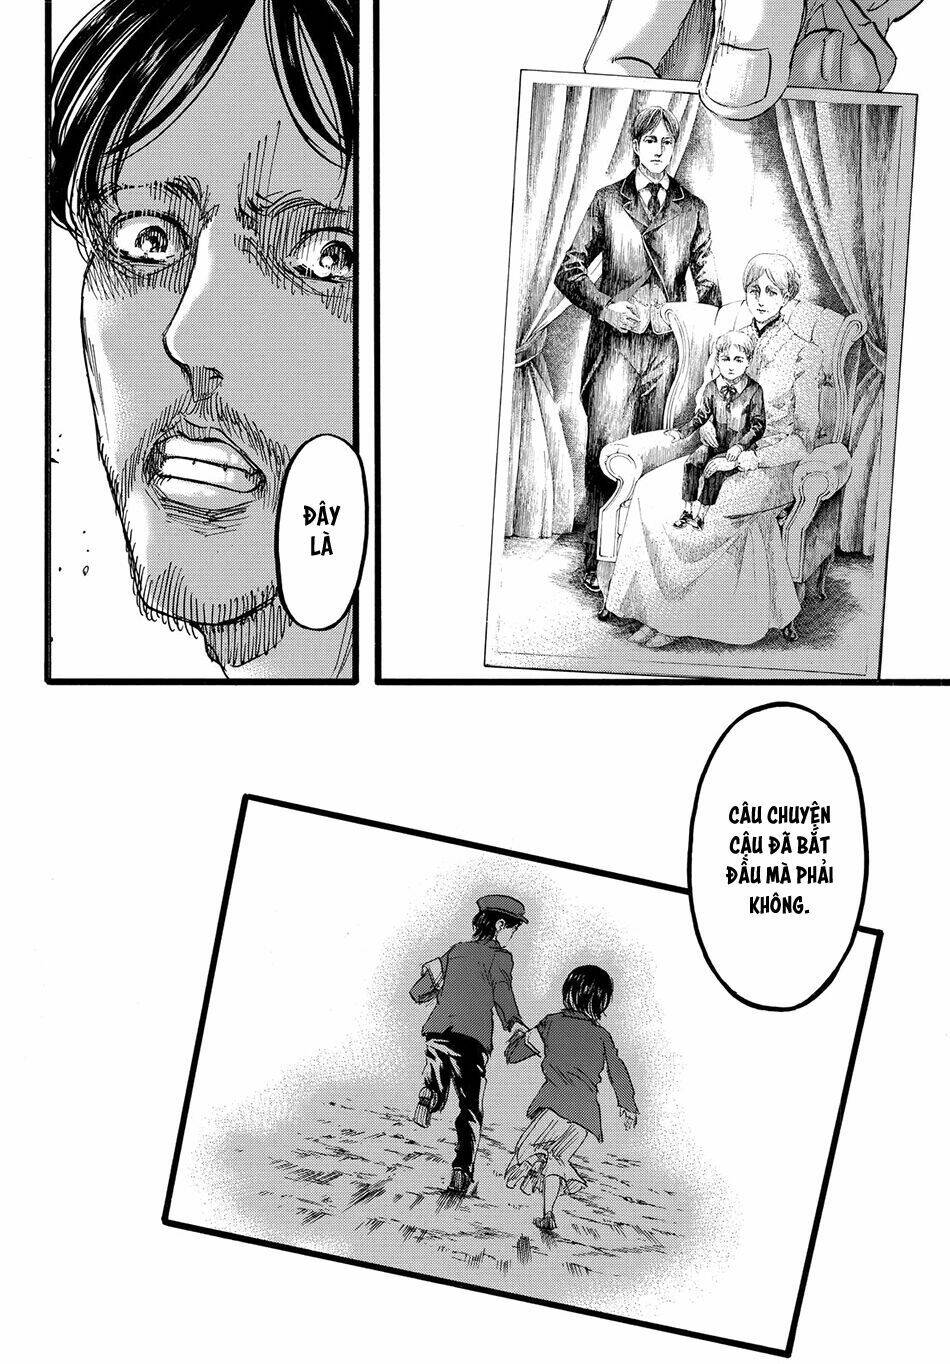 ĐÂY
LÀ
CÂU CHUYỆN
CẬU ĐÃ BẮT
ĐẦU MÀ PHẢI
KHÔNG.